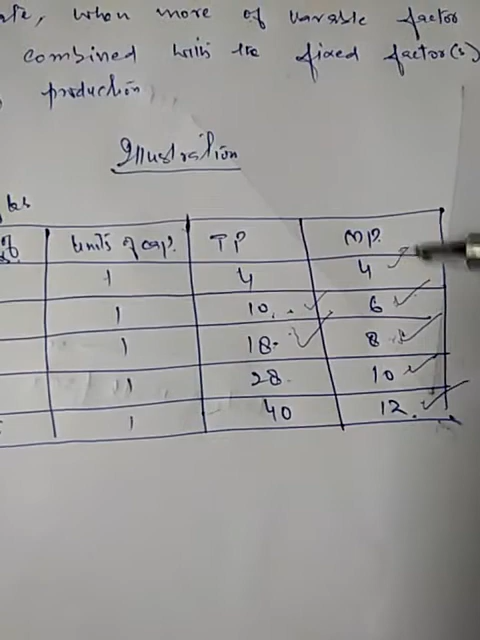 when more of variable factor
combined with the fixed factor(s)
production
Illustration
Units of cap. TP MP.
1 4 4
1 10 6
1 18 8
1 28 10
1 40 12